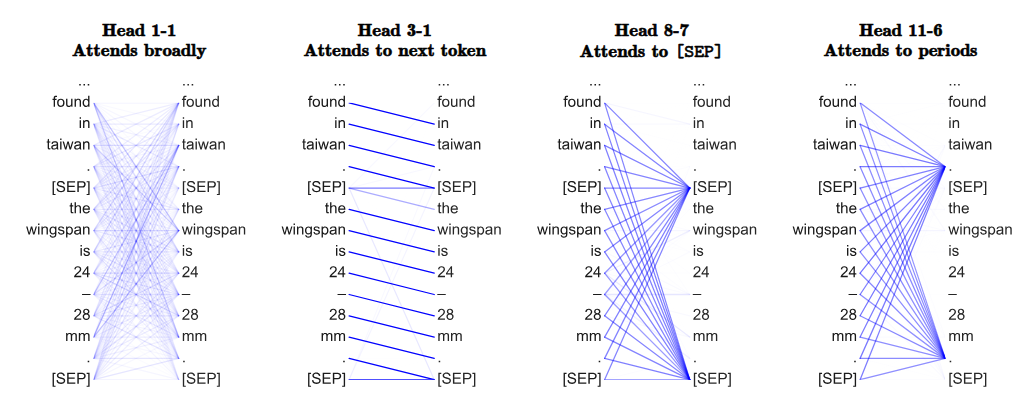 Head 1-1
Attends broadly
...
...
found
found
in
in
taiwan
taiwan
.
.
[SEP]
[SEP]
the
the
wingspan
wingspan
is
is
24
24
–
–
28
28
mm
mm
.
.
[SEP]
[SEP]
Head 3-1
Attends to next token
...
...
found
found
in
in
taiwan
taiwan
.
.
[SEP]
[SEP]
the
the
wingspan
wingspan
is
is
24
24
–
–
28
28
mm
mm
.
.
[SEP]
[SEP]
Head 8-7
Attends to [SEP]
...
...
found
found
in
in
taiwan
taiwan
.
.
[SEP]
[SEP]
the
the
wingspan
wingspan
is
is
24
24
–
–
28
28
mm
mm
.
.
[SEP]
[SEP]
Head 11-6
Attends to periods
...
...
found
found
in
in
taiwan
taiwan
.
.
[SEP]
[SEP]
the
the
wingspan
wingspan
is
is
24
24
–
–
28
28
mm
mm
.
.
[SEP]
[SEP]